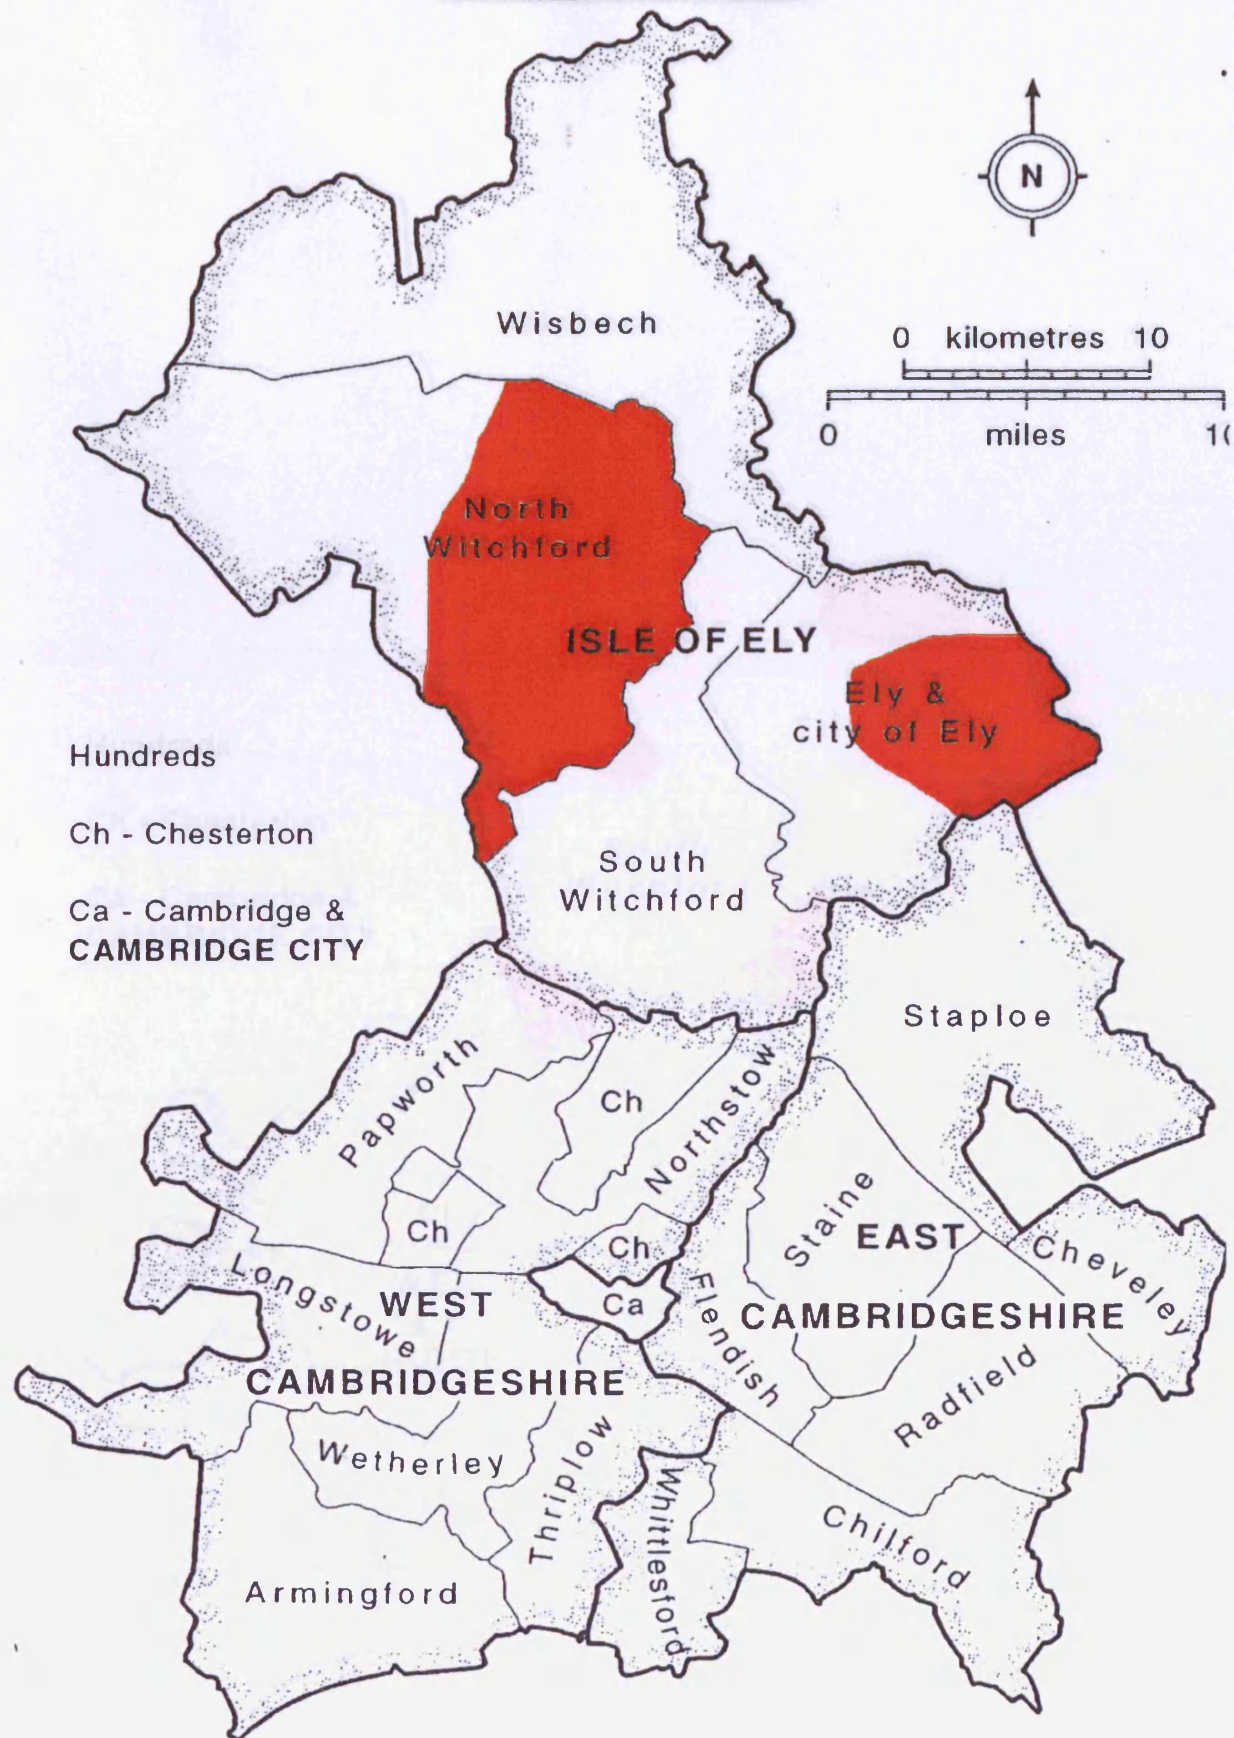 N
Wisbech
0 kilometres 10
0 miles 1(
North
Witchford
ISLE OF ELY
Ely &
city of Ely
Hundreds
Ch - Chesterton
Ca - Cambridge &
CAMBRIDGE CITY
South
Witchford
Staploe
Papworth
Ch
Northstow
Ch
Ch
Staine
EAST
CAMBRIDGESHIRE
Cheveley
Longstowe
WEST
CAMBRIDGESHIRE
Ca
Flendish
Radfield
Wetherley
Thriplow
Whittlesford
Chilford
Armingford